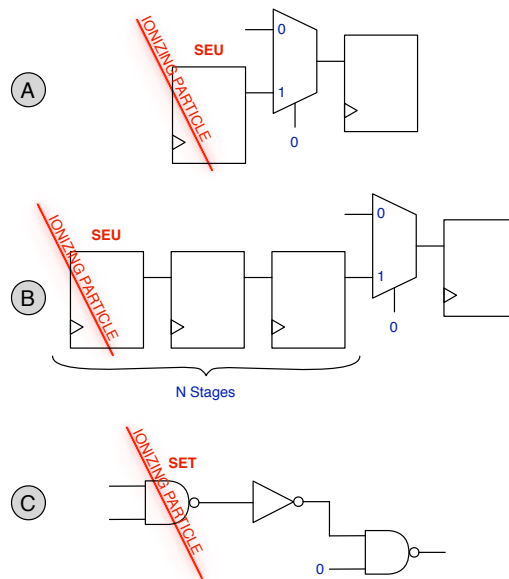 IONIZING PARTICLE
SEU
0
1
0
A
IONIZING PARTICLE
SEU
0
1
0
B
N Stages
IONIZING PARTICLE
SET
C
0